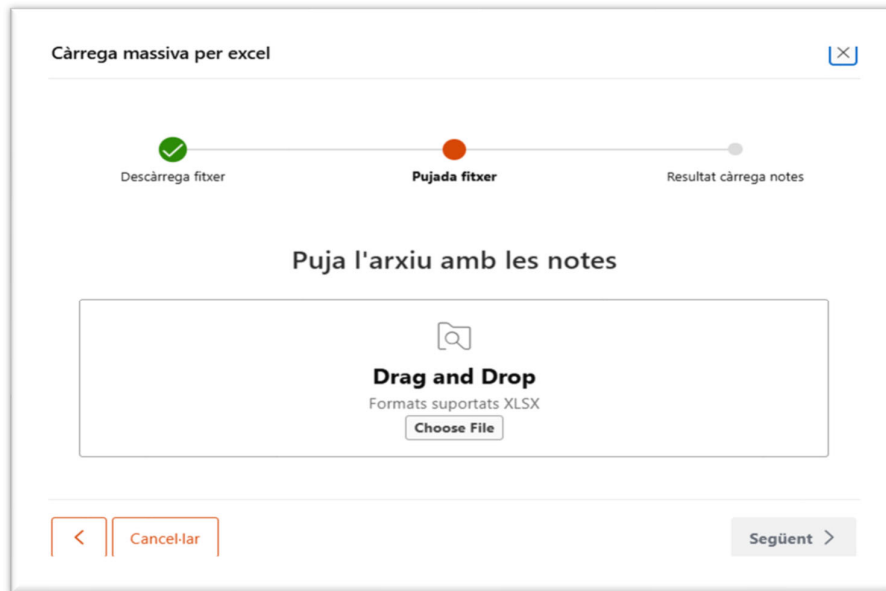 Càrrega massiva per excel
Descàrrega fitxer
Pujada fitxer
Resultat càrrega notes
Puja l'arxiu amb les notes
Drag and Drop
Formats suportats XLSX
Choose File
Cancel·lar
Següent